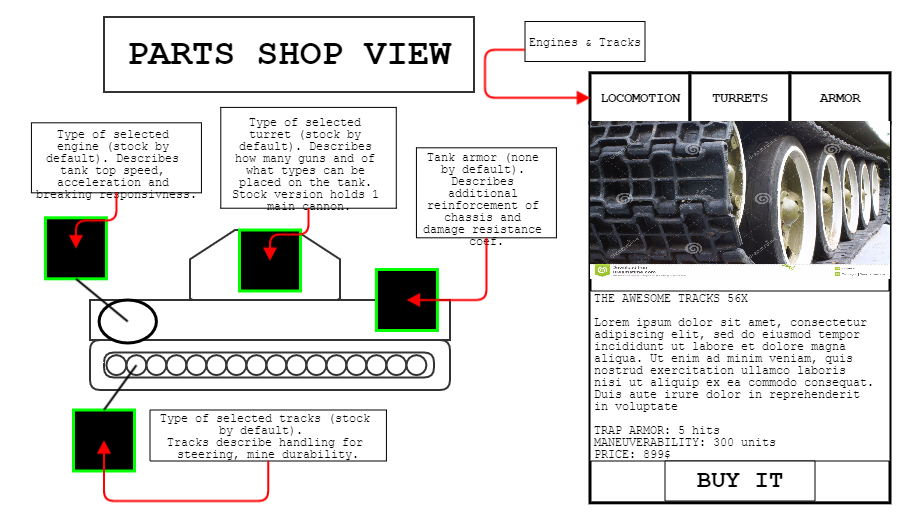 PARTS SHOP VIEW
Engines & Tracks
LOCOMOTION
TURRETS
ARMOR
Type of selected
engine (stock by
default). Describes
tank top speed,
acceleration and
breaking responsivness.
Type of selected
turret (stock by
default). Describes
how many guns and of
what types can be
placed on the tank.
Stock version holds 1
main cannon.
Tank armor (none
by default).
Describes
additional
reinforcement of
chassis and
damage resistance
coef.
Type of selected tracks (stock
by default).
Tracks describe handling for
steering, mine durability.
THE AWESOME TRACKS 56X
Lorem ipsum dolor sit amet, consectetur
adipiscing elit, sed do eiusmod tempor
incididunt ut labore et dolore magna
aliqua. Ut enim ad minim veniam, quis
nostrud exercitation ullamco laboris
nisi ut aliquip ex ea commodo consequat.
Duis aute irure dolor in reprehenderit
in voluptate
TRAP ARMOR: 5 hits
MANEUVERABILITY: 300 units
PRICE: 899$
BUY IT